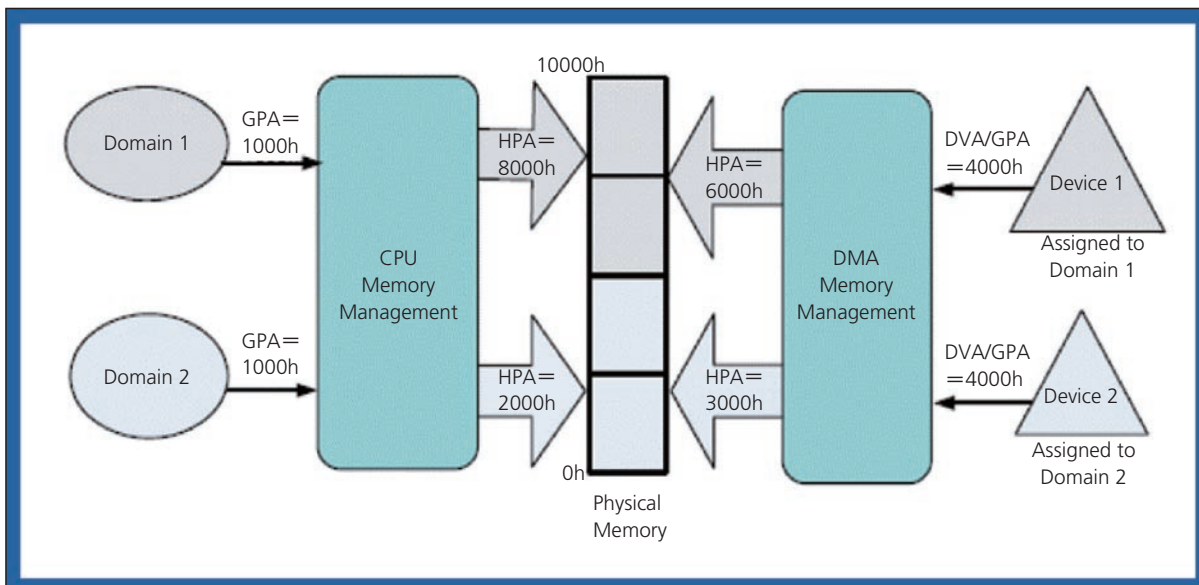 10000h
Domain 1
GPA=
1000h
HPA=
8000h
HPA=
6000h
DVA/GPA
=4000h
Device 1
Assigned to
Domain 1
CPU
Memory
Management
DMA
Memory
Management
Domain 2
GPA=
1000h
HPA=
2000h
HPA=
3000h
DVA/GPA
=4000h
Device 2
Assigned to
Domain 2
0h
Physical
Memory